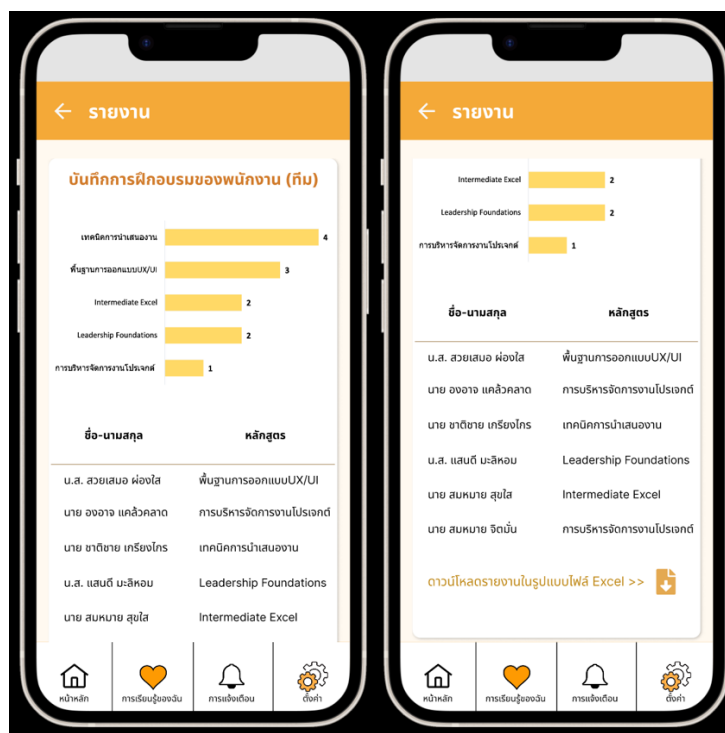 รายงาน
บันทึกการฝึกอบรมของพนักงาน (ทีม)
เทคนิคการนำเสนองาน 4
พื้นฐานการออกแบบUX/UI 3
Intermediate Excel 2
Leadership Foundations 2
การบริหารจัดการงานโปรเจกต์ 1
ชื่อ-นามสกุล หลักสูตร
น.ส. สวยเสมอ ผ่องใส พื้นฐานการออกแบบUX/UI
นาย องอาจ แคล้วคลาด การบริหารจัดการงานโปรเจกต์
นาย ชาติชาย เกรียงไกร เทคนิคการนำเสนองาน
น.ส. แสนดี มะลิหอม Leadership Foundations
นาย สมหมาย สุขใส Intermediate Excel
หน้าหลัก การเรียนรู้ของฉัน การแจ้งเตือน ตั้งค่า
รายงาน
Intermediate Excel 2
Leadership Foundations 2
การบริหารจัดการงานโปรเจกต์ 1
ชื่อ-นามสกุล หลักสูตร
น.ส. สวยเสมอ ผ่องใส พื้นฐานการออกแบบUX/UI
นาย องอาจ แคล้วคลาด การบริหารจัดการงานโปรเจกต์
นาย ชาติชาย เกรียงไกร เทคนิคการนำเสนองาน
น.ส. แสนดี มะลิหอม Leadership Foundations
นาย สมหมาย สุขใส Intermediate Excel
นาย สมหมาย จิตมั่น การบริหารจัดการงานโปรเจกต์
ดาวน์โหลดรายงานในรูปแบบไฟล์ Excel >>
หน้าหลัก การเรียนรู้ของฉัน การแจ้งเตือน ตั้งค่า